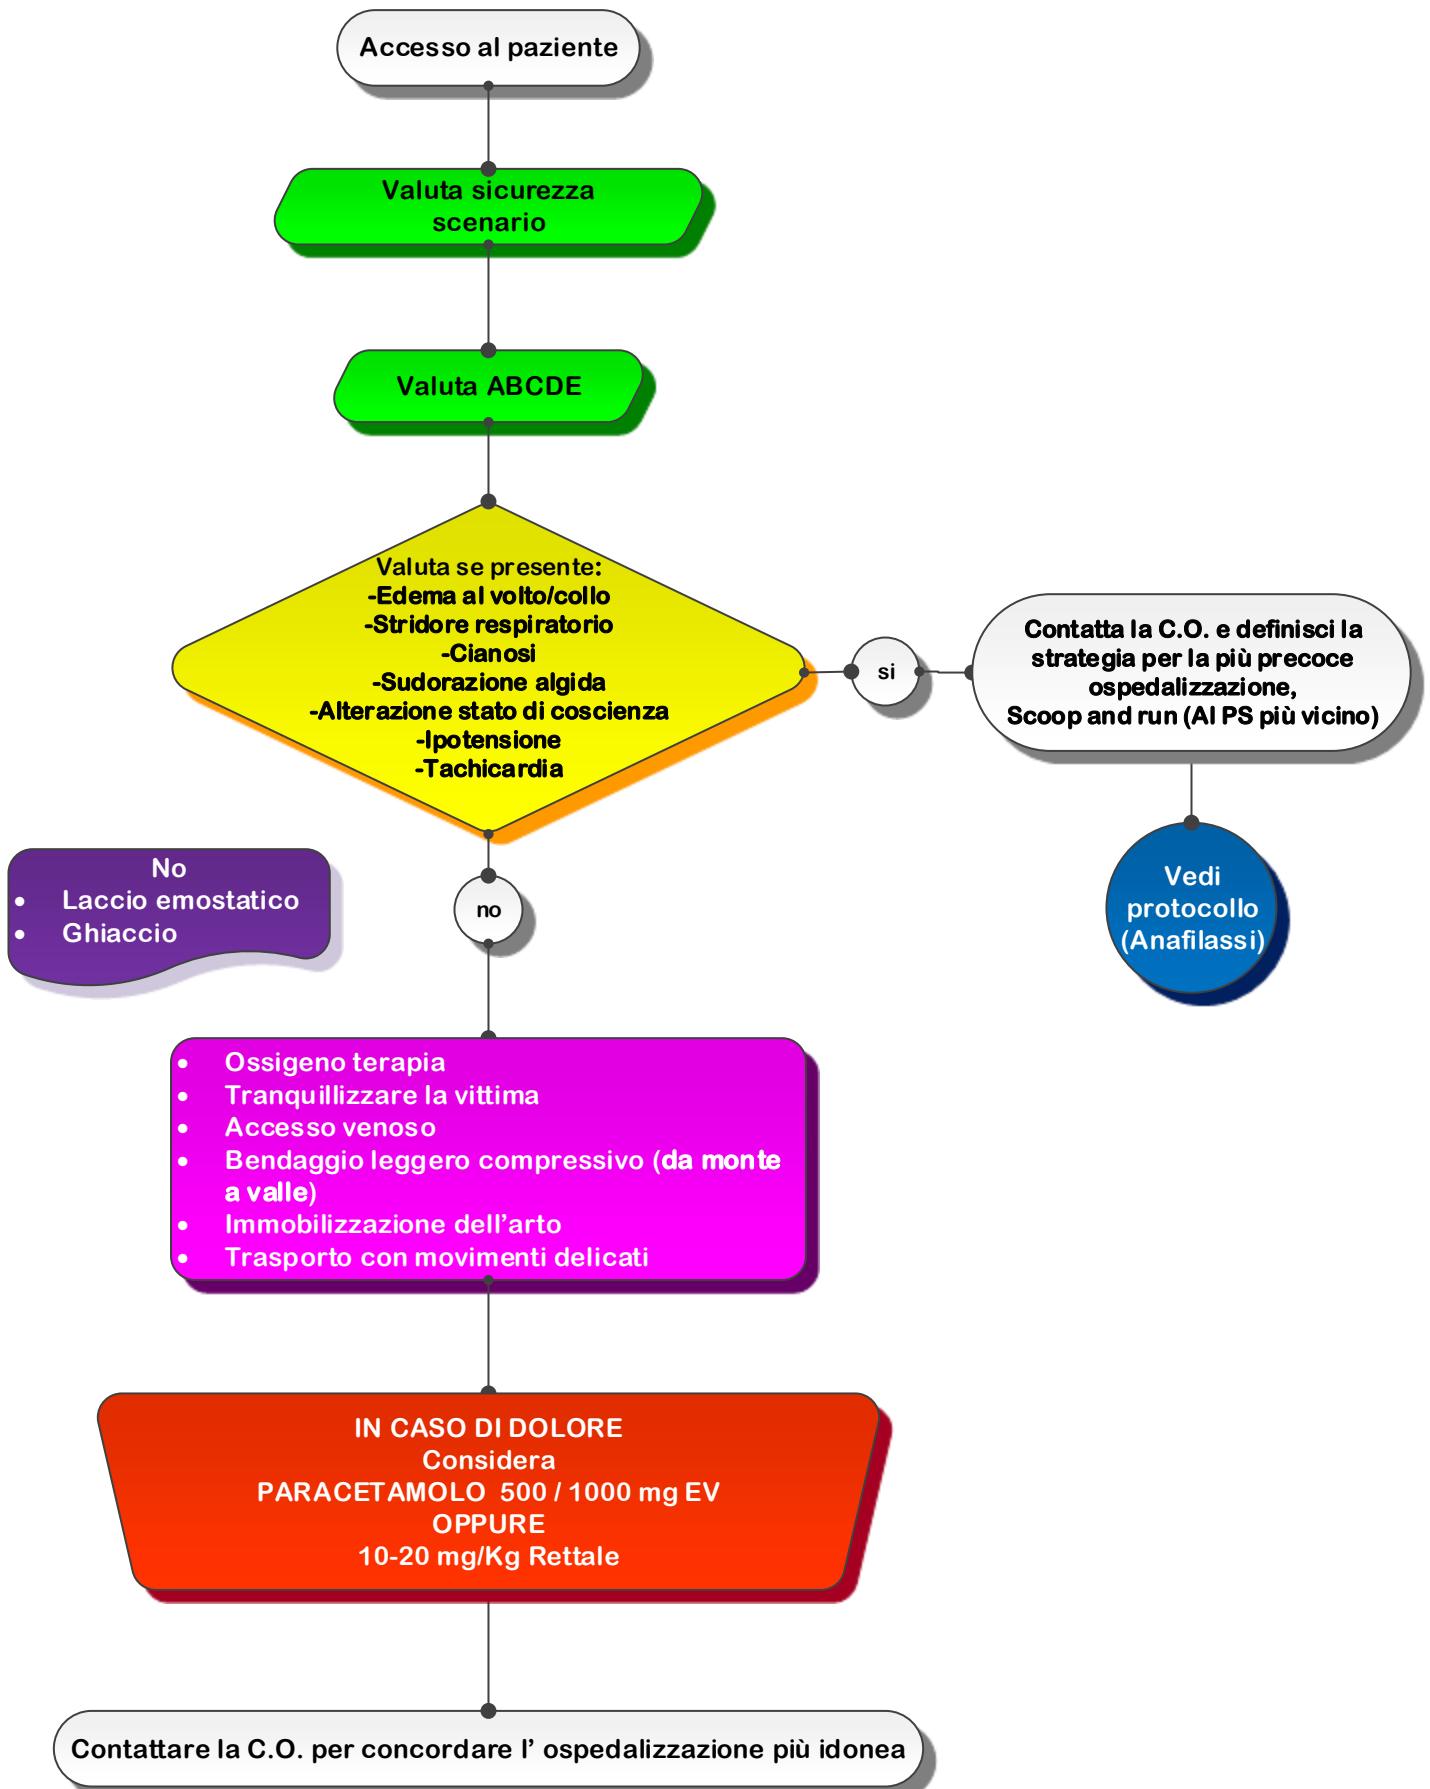 Accesso al paziente
Valuta sicurezza
scenario
Valuta ABCDE
Valuta se presente:
-Edema al volto/collo
-Stridore respiratorio
-Cianosi
-Sudorazione algida
-Alterazione stato di coscienza
-Ipotensione
-Tachicardia
si
Contatta la C.O. e definisci la
strategia per la più precoce
ospedalizzazione,
Scoop and run (Al PS più vicino)
Vedi
protocollo
(Anafilassi)
No
• Laccio emostatico
• Ghiaccio
no
• Ossigeno terapia
• Tranquillizzare la vittima
• Accesso venoso
• Bendaggio leggero compressivo (da monte
a valle)
• Immobilizzazione dell’arto
• Trasporto con movimenti delicati
IN CASO DI DOLORE
Considera
PARACETAMOLO 500 / 1000 mg EV
OPPURE
10-20 mg/Kg Rettale
Contattare la C.O. per concordare l’ ospedalizzazione più idonea